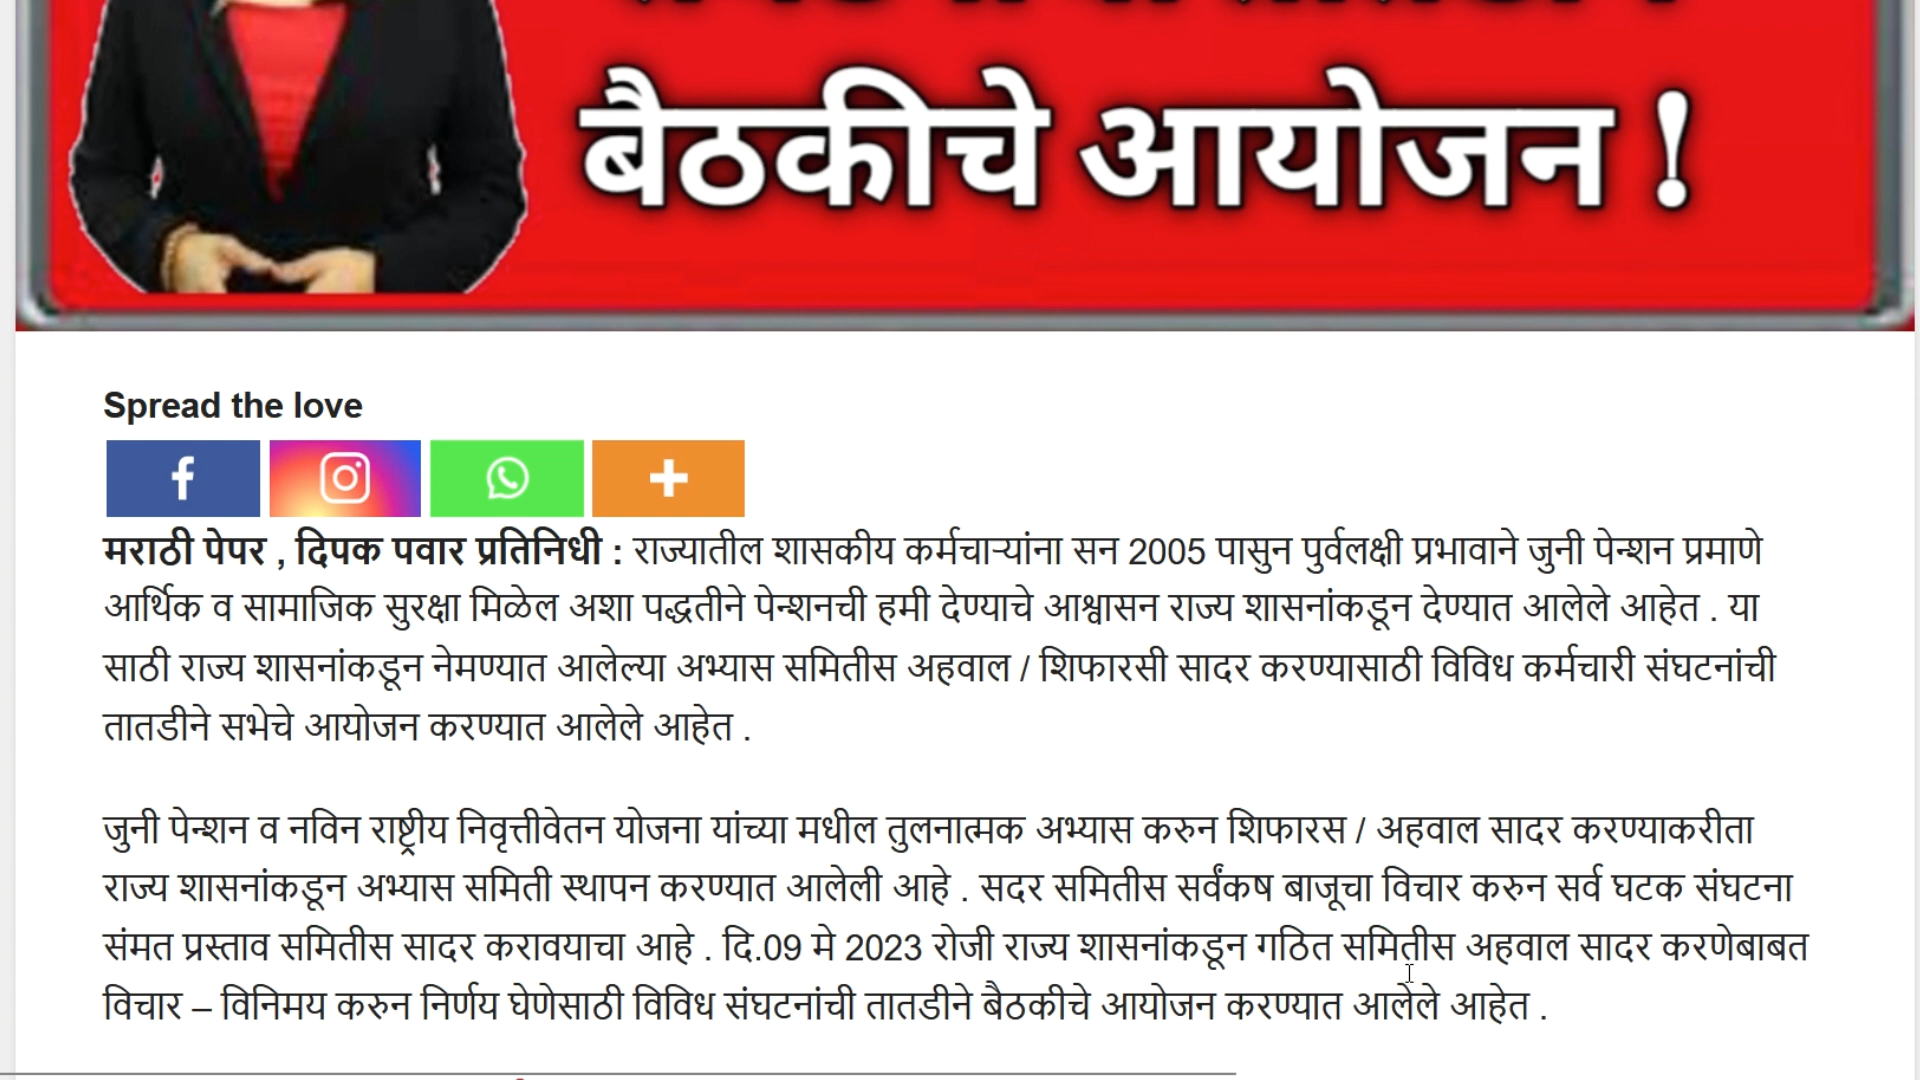 बैठकीचे आयोजन !
Spread the love
मराठी पेपर , दिपक पवार प्रतिनिधी : राज्यातील शासकीय कर्मचाऱ्यांना सन 2005 पासुन पुर्वलक्षी प्रभावाने जुनी पेन्शन प्रमाणे
आर्थिक व सामाजिक सुरक्षा मिळेल अशा पद्धतीने पेन्शनची हमी देण्याचे आश्वासन राज्य शासनांकडून देण्यात आलेले आहेत . या
साठी राज्य शासनांकडून नेमण्यात आलेल्या अभ्यास समितीस अहवाल / शिफारसी सादर करण्यासाठी विविध कर्मचारी संघटनांची
तातडीने सभेचे आयोजन करण्यात आलेले आहेत .
जुनी पेन्शन व नविन राष्ट्रीय निवृत्तीवेतन योजना यांच्या मधील तुलनात्मक अभ्यास करुन शिफारस / अहवाल सादर करण्याकरीता
राज्य शासनांकडून अभ्यास समिती स्थापन करण्यात आलेली आहे . सदर समितीस सर्वंकष बाजूचा विचार करुन सर्व घटक संघटना
संमत प्रस्ताव समितीस सादर करावयाचा आहे . दि.09 मे 2023 रोजी राज्य शासनांकडून गठित समितीस अहवाल सादर करणेबाबत
विचार – विनिमय करुन निर्णय घेणेसाठी विविध संघटनांची तातडीने बैठकीचे आयोजन करण्यात आलेले आहेत .